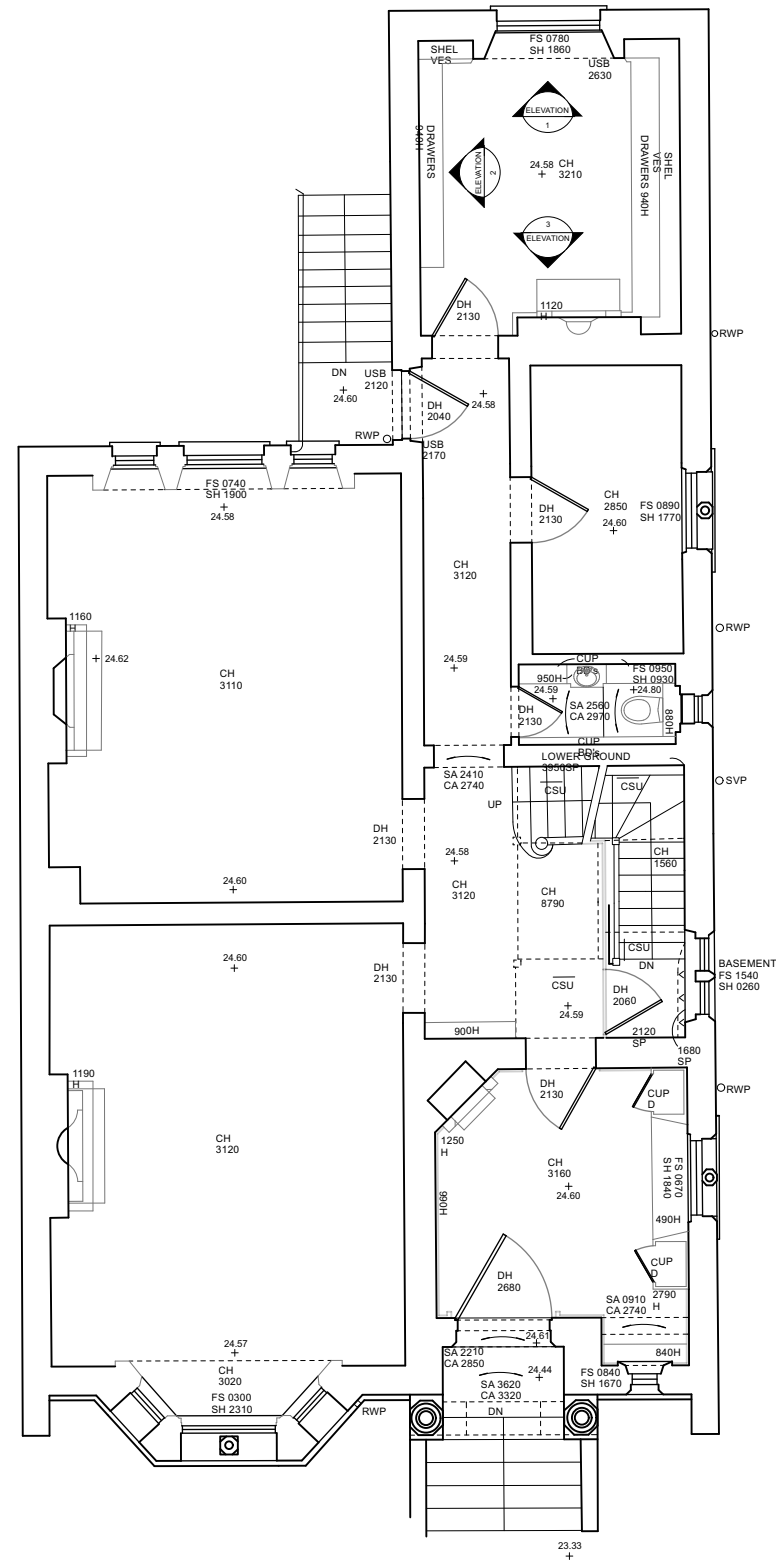 FS 0780
SH 1860
SHEL
VES
USB
2630
ELEVATION
1
DRAWERS
940H
SHEL
VES
DRAWERS 940H
ELEVATION
2
24.58
CH
3210
3
ELEVATION
DH
2130
1120
H
RWP
DN
24.60
USB
2120
DH
2040
24.58
RWP
USB
2170
FS 0740
SH 1900
24.58
CH
2850
24.60
FS 0890
SH 1770
DH
2130
CH
3120
1160
H
24.62
CH
3110
24.59
RWP
CUP
BD's
950H
24.59
FS 0950
SH 0930
24.80
DH
2130
SA 2560
CA 2970
880H
CUP
BD's
LOWER GROUND
3950SP
SA 2410
CA 2740
CSU
CSU
SVP
UP
DH
2130
24.58
CH
3120
CH
8790
CH
1560
24.60
24.60
DH
2130
CSU
DN
BASEMENT
FS 1540
SH 0260
CSU
24.59
DH
2060
900H
2120
SP
1680
SP
1190
H
DH
2130
CUP
D
RWP
CH
3120
1250
H
CH
3160
24.60
FS 0670
SH 1840
990H
490H
DH
2680
CUP
D
2790
H
SA 0910
CA 2740
24.57
CH
3020
FS 0300
SH 2310
24.61
SA 2210
CA 2850
24.44
840H
FS 0840
SH 1670
SA 3620
CA 3320
RWP
DN
23.33